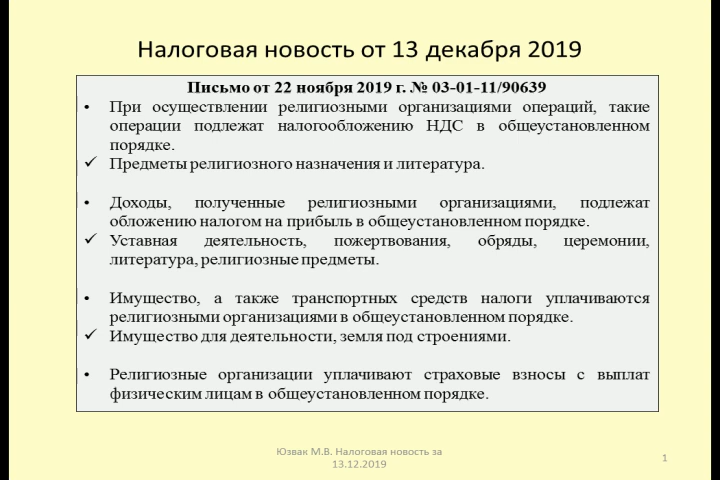 Налоговая новость от 13 декабря 2019
Письмо от 22 ноября 2019 г. № 03-01-11/90639
• При осуществлении религиозными организациями операций, такие
операции подлежат налогообложению НДС в общеустановленном
порядке.
✓ Предметы религиозного назначения и литература.
• Доходы, полученные религиозными организациями, подлежат
обложению налогом на прибыль в общеустановленном порядке.
✓ Уставная деятельность, пожертвования, обряды, церемонии,
литература, религиозные предметы.
• Имущество, а также транспортных средств налоги уплачиваются
религиозными организациями в общеустановленном порядке.
✓ Имущество для деятельности, земля под строениями.
• Религиозные организации уплачивают страховые взносы с выплат
физическим лицам в общеустановленном порядке.
Юзвак М.В. Налоговая новость за
13.12.2019
1